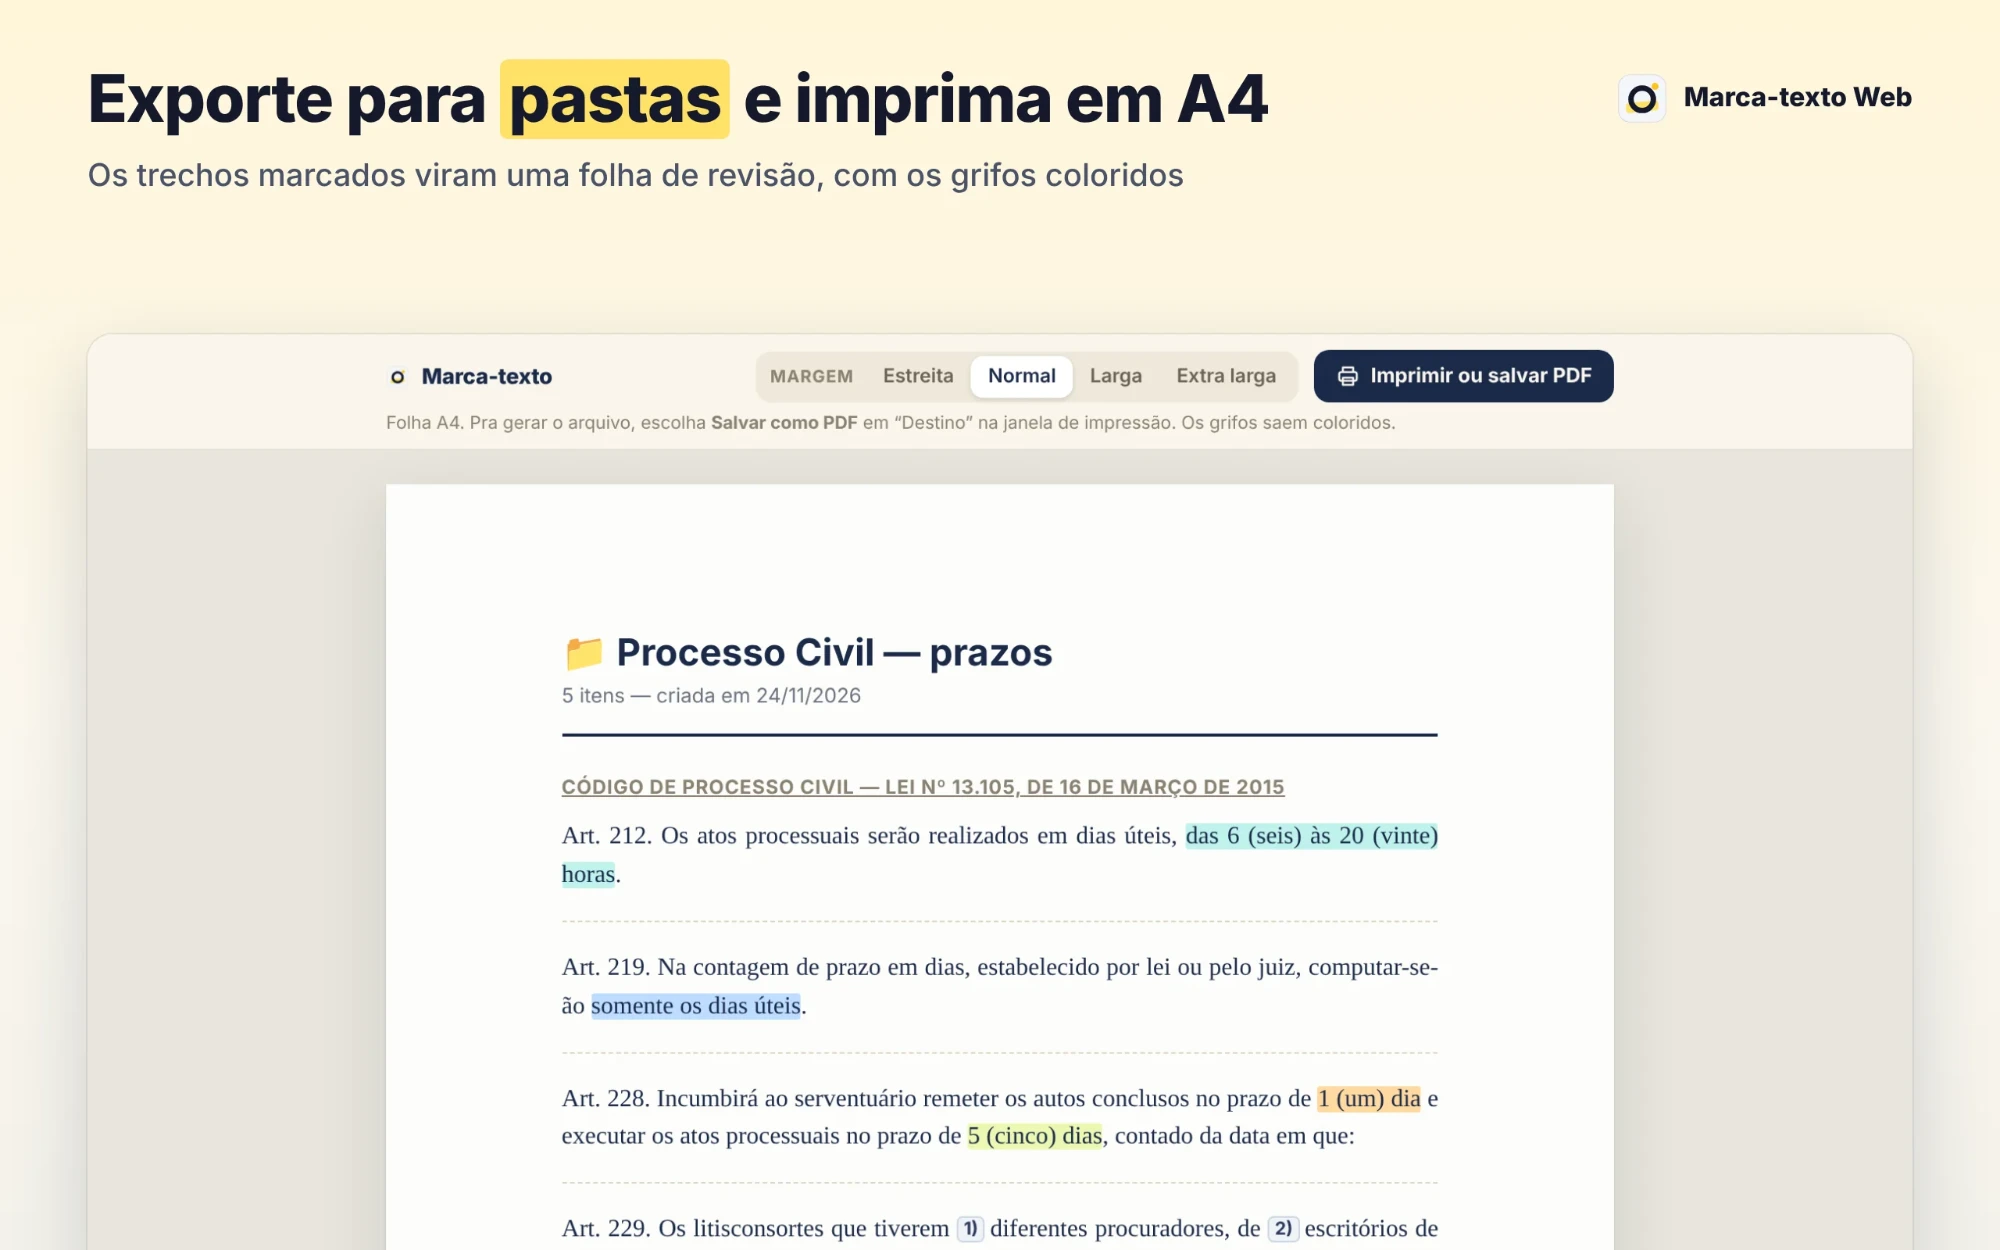 Exporte para pastas e imprima em A4
Marca-texto Web
Os trechos marcados viram uma folha de revisão, com os grifos coloridos
Marca-texto
MARGEM Estreita Normal Larga Extra larga
Imprimir ou salvar PDF
Folha A4. Pra gerar o arquivo, escolha Salvar como PDF em “Destino” na janela de impressão. Os grifos saem coloridos.
Processo Civil — prazos
5 itens — criada em 24/11/2026
CÓDIGO DE PROCESSO CIVIL — LEI Nº 13.105, DE 16 DE MARÇO DE 2015
Art. 212. Os atos processuais serão realizados em dias úteis, das 6 (seis) às 20 (vinte)
horas.
Art. 219. Na contagem de prazo em dias, estabelecido por lei ou pelo juiz, computar-se-
ão somente os dias úteis.
Art. 228. Incumbirá ao serventuário remeter os autos conclusos no prazo de 1 (um) dia e
executar os atos processuais no prazo de 5 (cinco) dias, contado da data em que:
Art. 229. Os litisconsortes que tiverem 1) diferentes procuradores, de 2) escritórios de